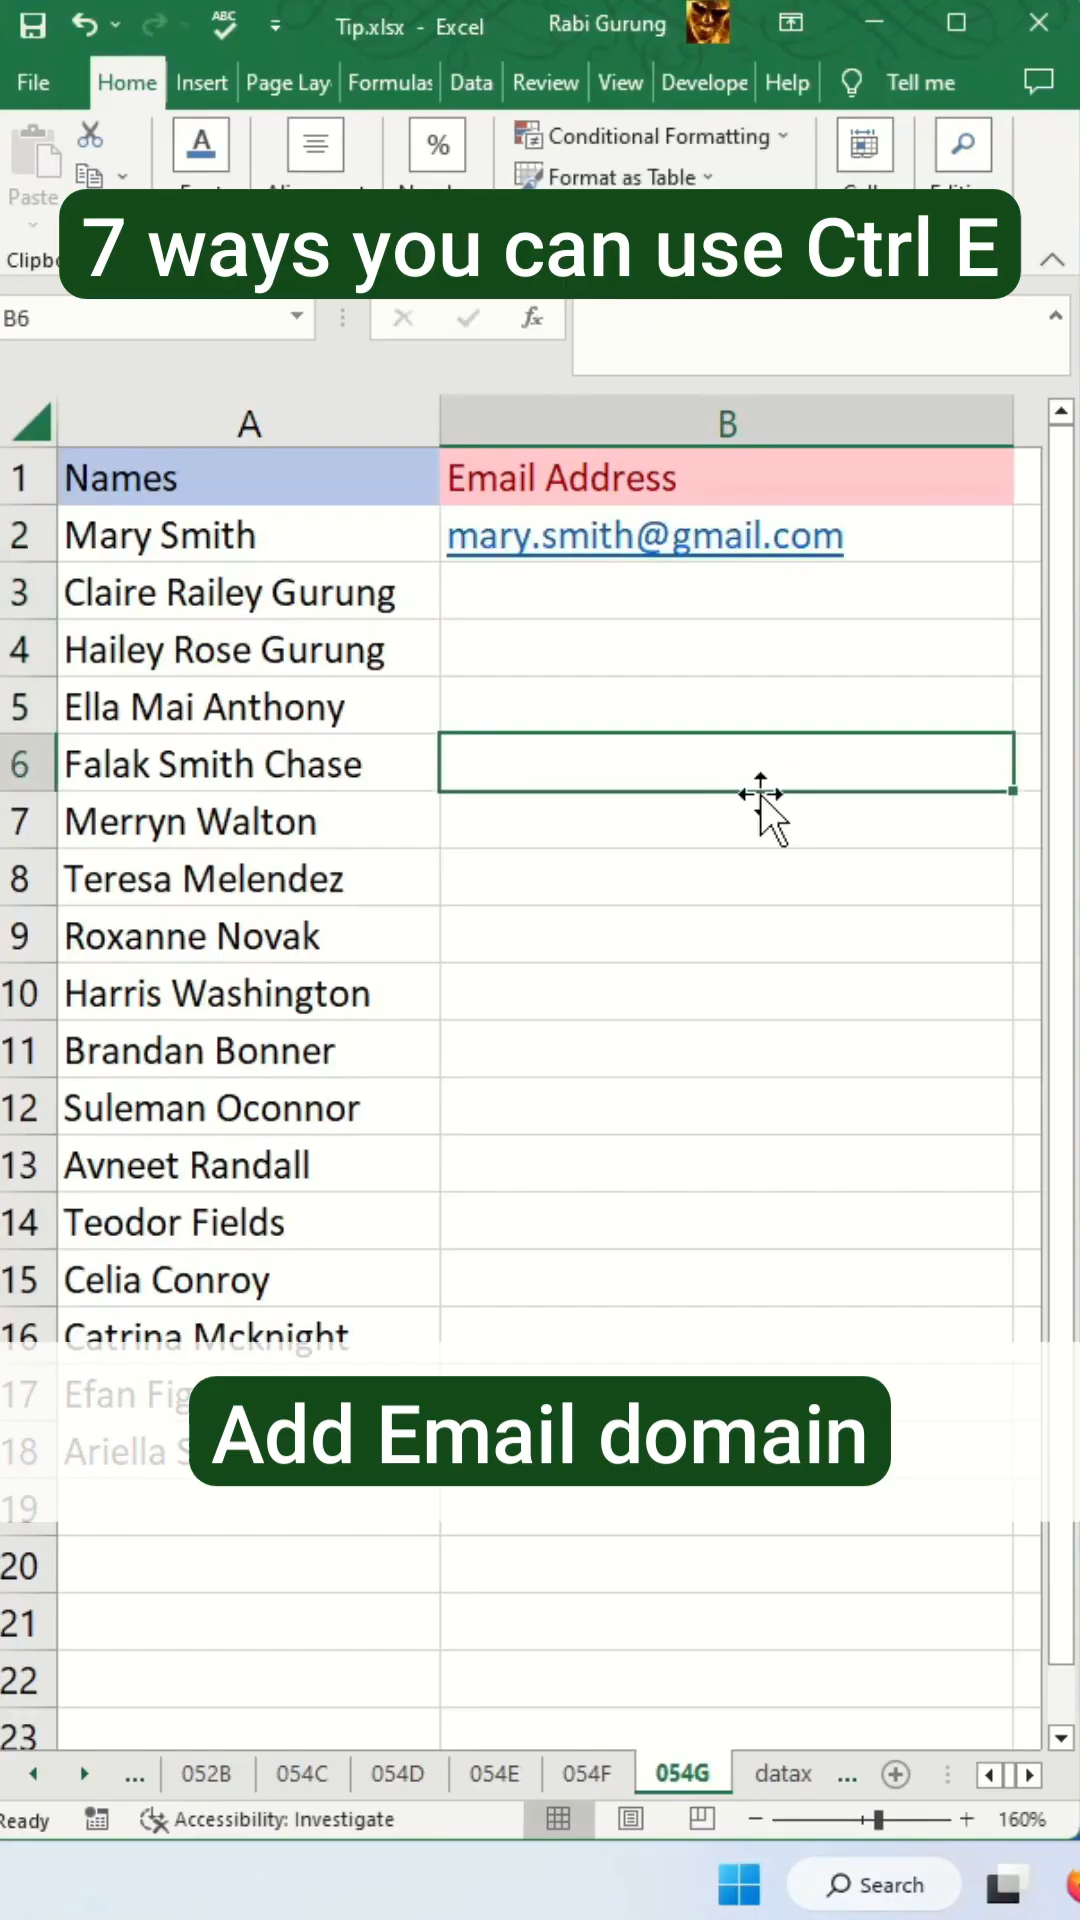 ABC
Tip.xlsx - Excel
Rabi Gurung
File
Home
Insert
Page Lay
Formulas
Data
Review
View
Develope
Help
Tell me
A
%
Conditional Formatting
Format as Table
Paste
7 ways you can use Ctrl E
B6
fx
A
B
1 Names Email Address
2 Mary Smith mary.smith@gmail.com
3 Claire Railey Gurung
4 Hailey Rose Gurung
5 Ella Mai Anthony
6 Falak Smith Chase
7 Merryn Walton
8 Teresa Melendez
9 Roxanne Novak
10 Harris Washington
11 Brandan Bonner
12 Suleman Oconnor
13 Avneet Randall
14 Teodor Fields
15 Celia Conroy
16 Catrina Mcknight
17 Efan Fig
18 Ariella S
Add Email domain
19
20
21
22
23
... 052B 054C 054D 054E 054F 054G datax ...
Ready
Accessibility: Investigate
160%
Search